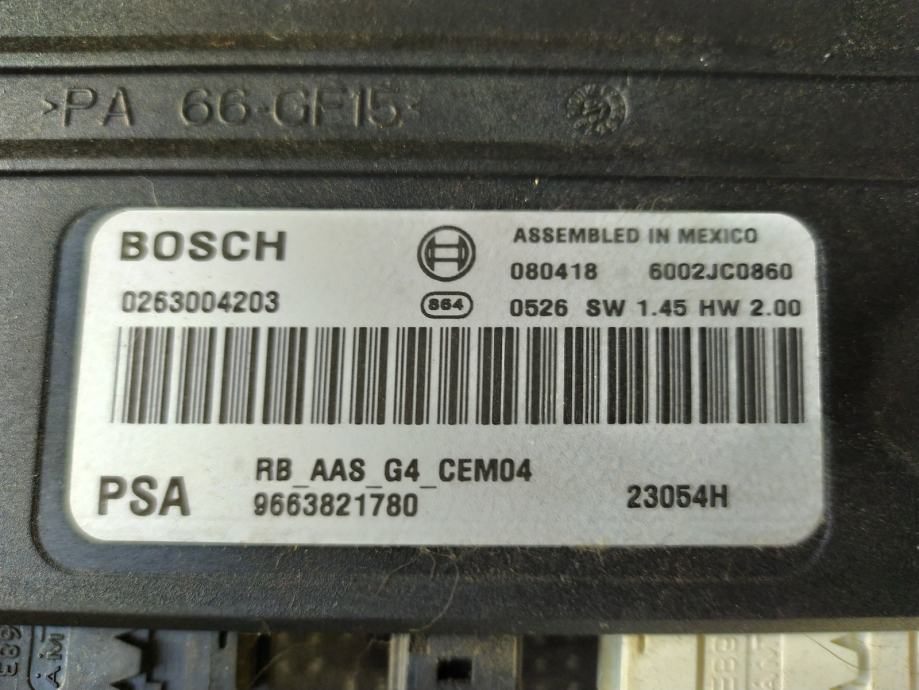 >PA 66-GF15<
BOSCH
ASSEMBLED IN MEXICO
080418 6002JC0860
0263004203
864
0526 SW 1.45 HW 2.00
RB_AAS_G4_CEM04
PSA
9663821780
23054H